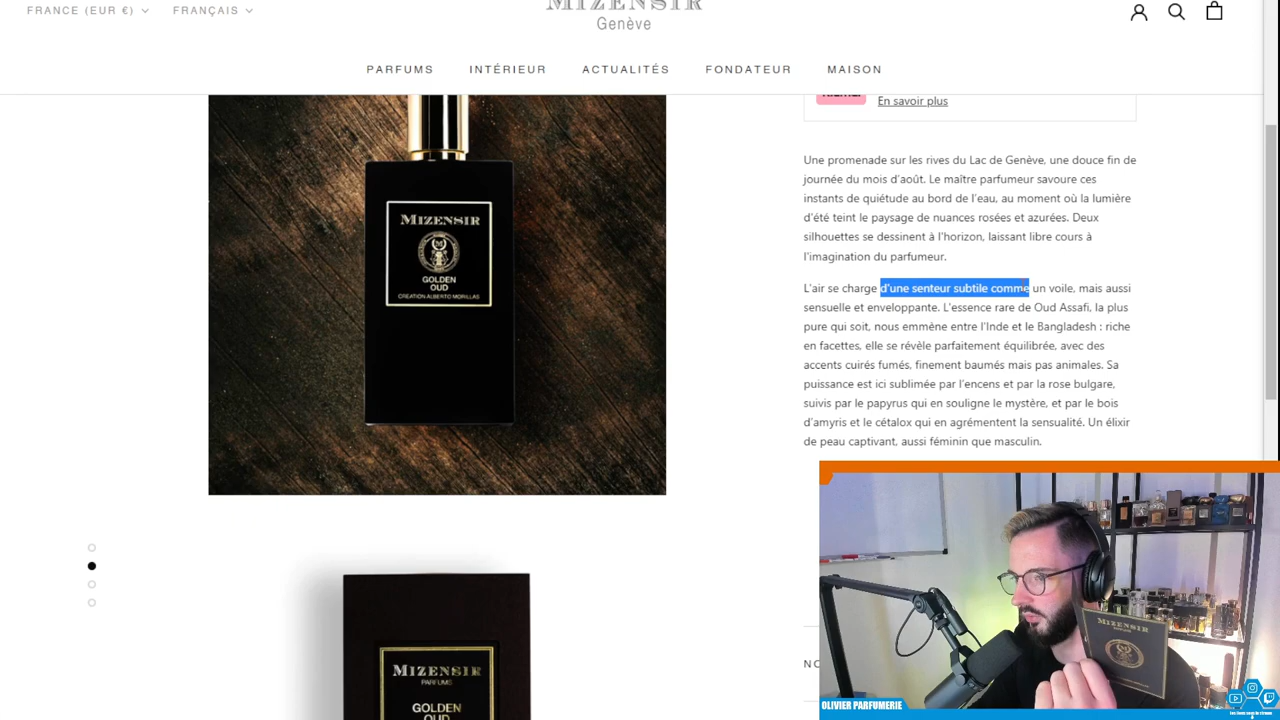 FRANCE (EUR €)
FRANÇAIS
MIZENSIR
Genève
PARFUMS
INTÉRIEUR
ACTUALITÉS
FONDATEUR
MAISON
En savoir plus
Une promenade sur les rives du Lac de Genève, une douce fin de
journée du mois d'août. Le maître parfumeur savoure ces
instants de quiétude au bord de l'eau, au moment où la lumière
d'été teint le paysage de nuances rosées et azurées. Deux
silhouettes se dessinent à l'horizon, laissant libre cours à
l'imagination du parfumeur.
L'air se charge d'une senteur subtile comme un voile, mais aussi
sensuelle et enveloppante. L'essence rare de Oud Assafi, la plus
pure qui soit, nous emmène entre l'Inde et le Bangladesh : riche
en facettes, elle se révèle parfaitement équilibrée, avec des
accents cuirés fumés, finement baumés mais pas animales. Sa
puissance est ici sublimée par l'encens et par la rose bulgare,
suivis par le papyrus qui en souligne le mystère, et par le bois
d'amyris et le cétalox qui en agrémentent la sensualité. Un élixir
de peau captivant, aussi féminin que masculin.
MIZENSIR
GOLDEN
OUD
CREATION ALBERTO MORILLAS
MIZENSIR
PARFUMS
GOLDEN
OUD
NO
MIZENSIR
OLIVIER PARFUMERIE